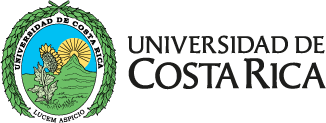 UNIVERSIDAD DE COSTA RICA
LUCEM ASPICIO
UNIVERSIDAD DE
COSTA RICA